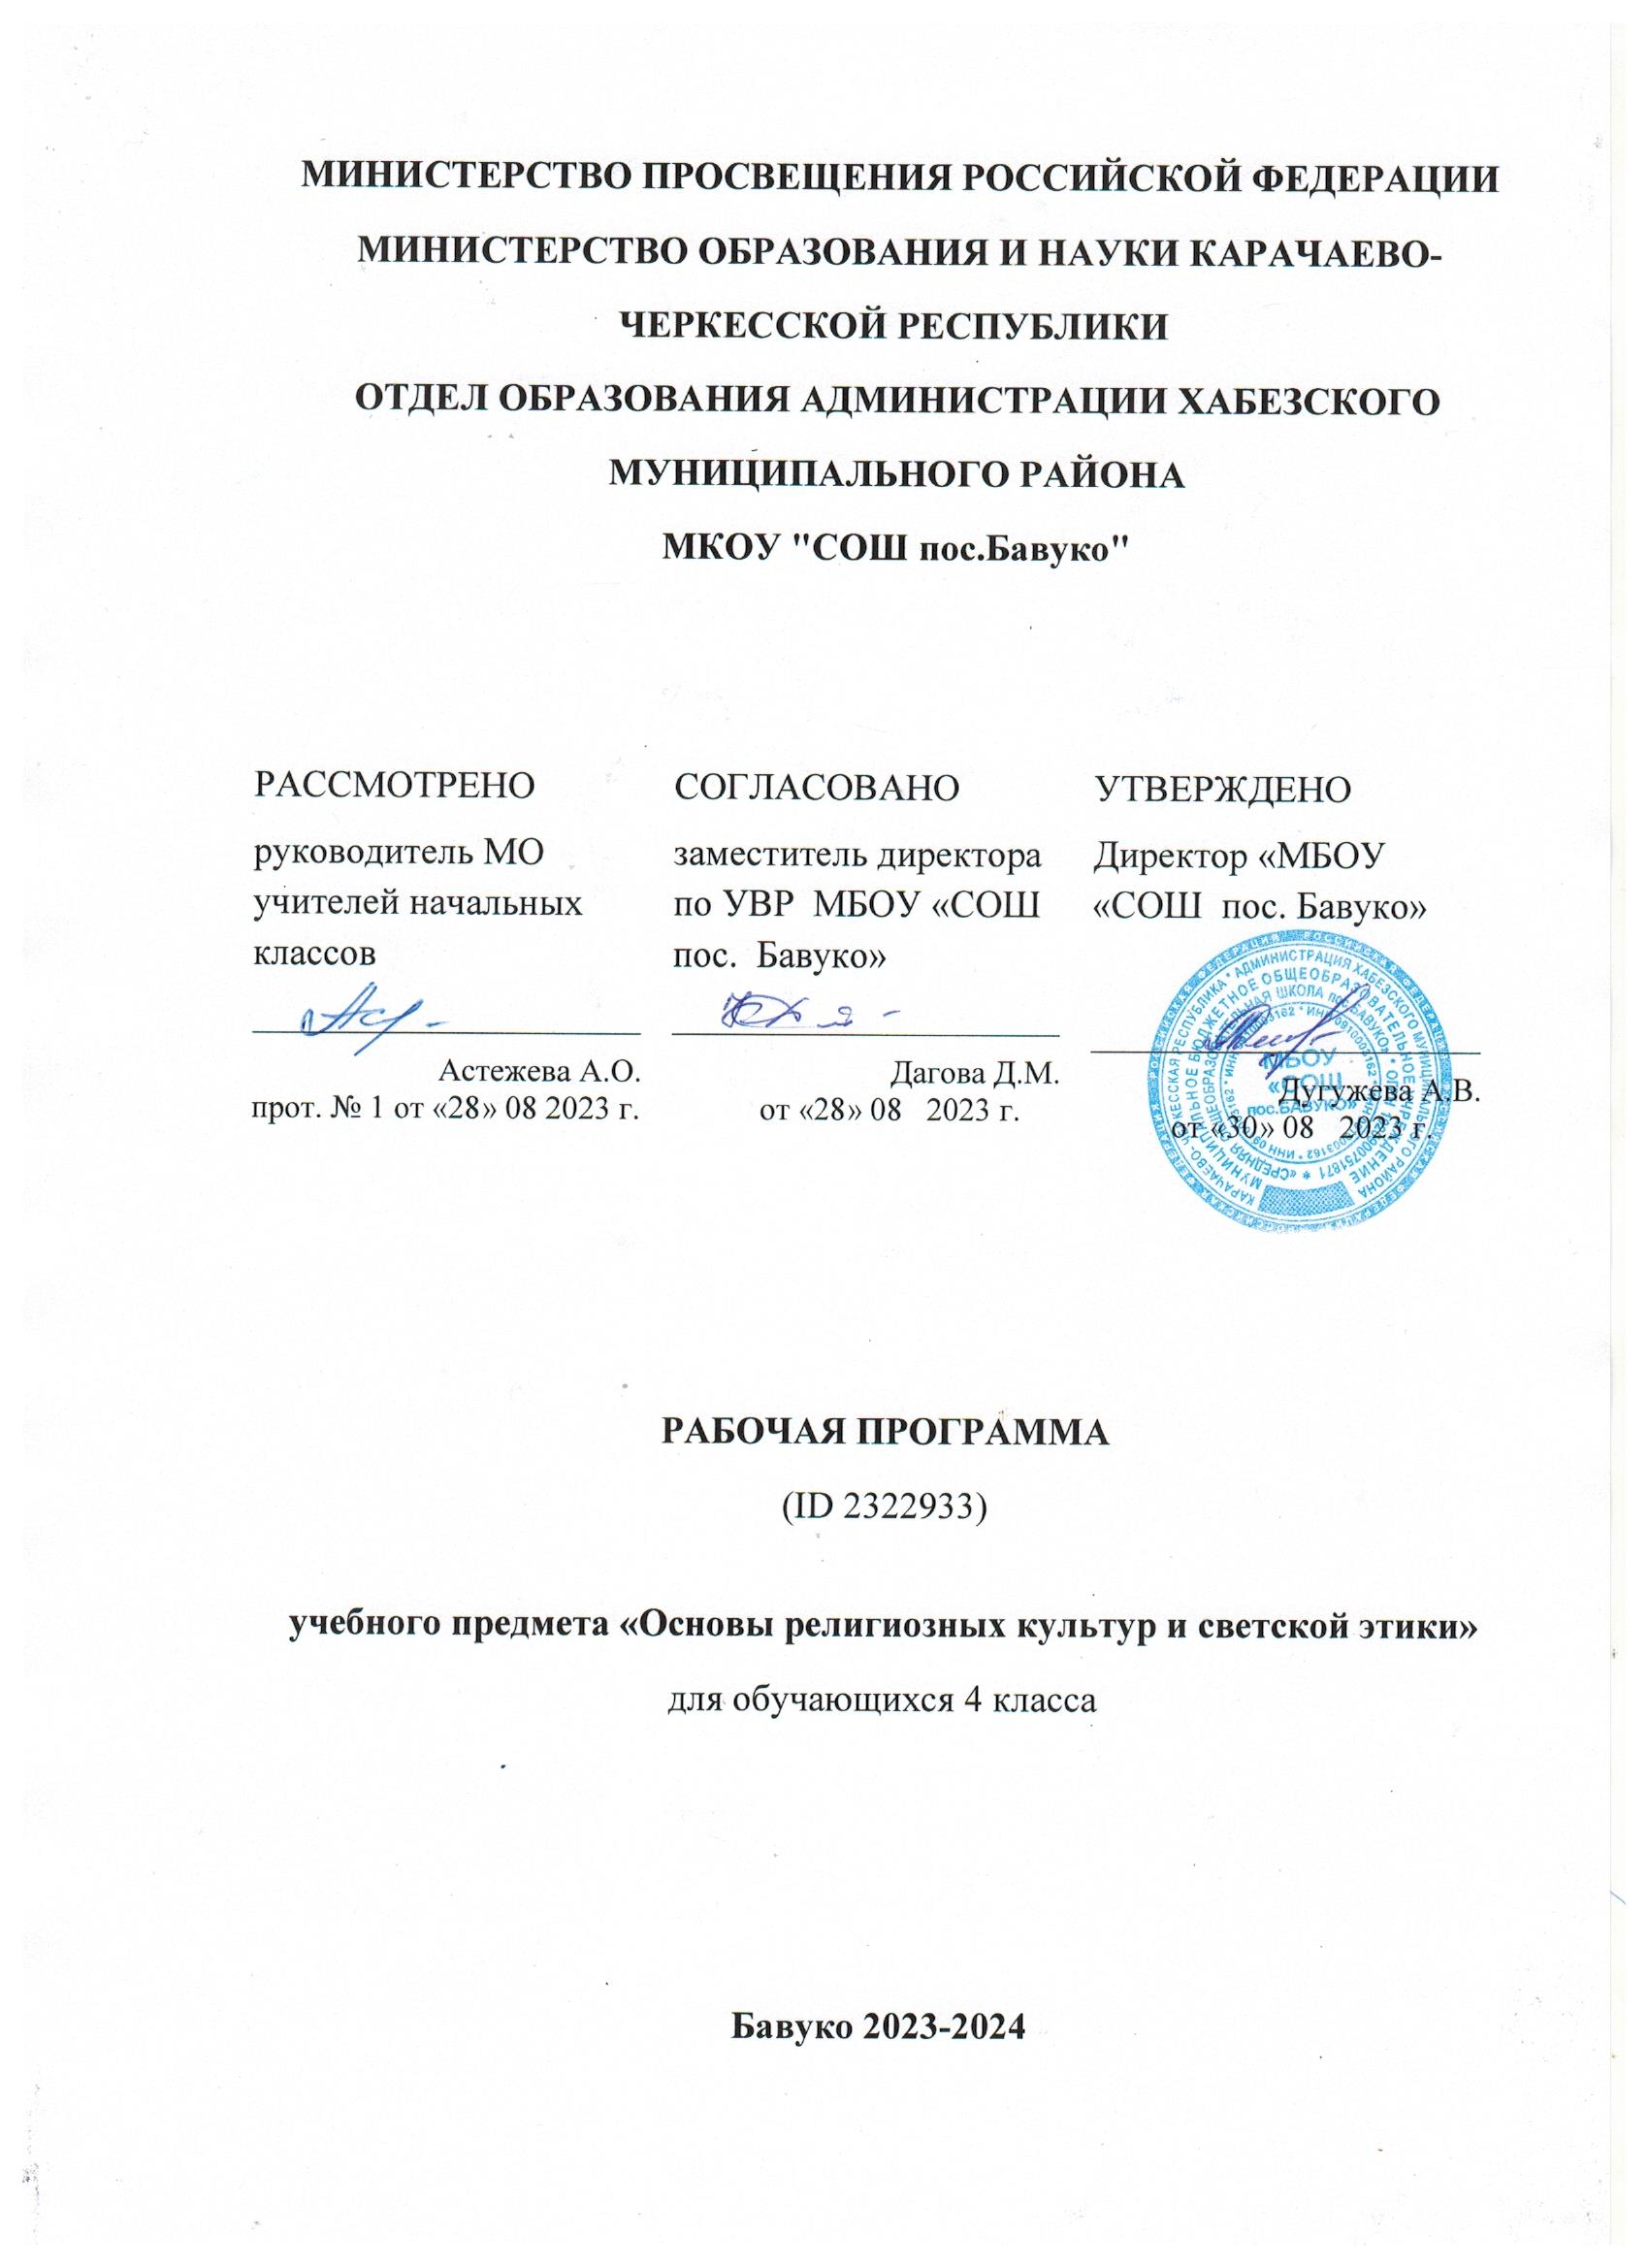 МИНИСТЕРСТВО ПРОСВЕЩЕНИЯ РОССИЙСКОЙ ФЕДЕРАЦИИ
МИНИСТЕРСТВО ОБРАЗОВАНИЯ И НАУКИ КАРАЧАЕВО-
ЧЕРКЕССКОЙ РЕСПУБЛИКИ
ОТДЕЛ ОБРАЗОВАНИЯ АДМИНИСТРАЦИИ ХАБЕЗСКОГО
МУНИЦИПАЛЬНОГО РАЙОНА
МКОУ "СОШ пос.Бавуко"
РАССМОТРЕНО
руководитель МО
учителей начальных
классов
Астежева А.О.
прот. № 1 от «28» 08 2023 г.
СОГЛАСОВАНО
заместитель директора
по УВР МБОУ «СОШ
пос. Бавуко»
Дагова Д.М.
от «28» 08 2023 г.
УТВЕРЖДЕНО
Директор «МБОУ
«СОШ пос. Бавуко»
Дугужева А.В.
от «30» 08 2023 г.
МБОУ
«СОШ
пос.БАВУКО»
РАБОЧАЯ ПРОГРАММА
(ID 2322933)
учебного предмета «Основы религиозных культур и светской этики»
для обучающихся 4 класса
Бавуко 2023-2024